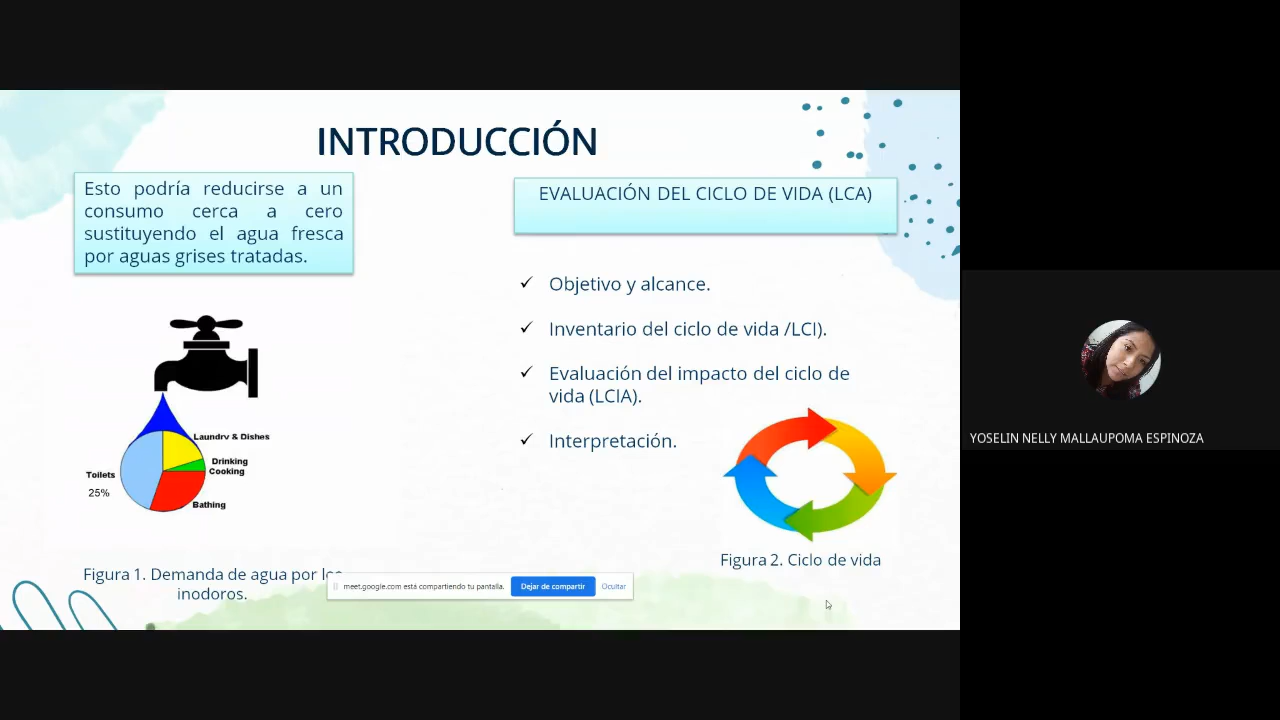 INTRODUCCIÓN
Esto podría reducirse a un
consumo cerca a cero
sustituyendo el agua fresca
por aguas grises tratadas.
EVALUACIÓN DEL CICLO DE VIDA (LCA)
✓ Objetivo y alcance.
✓ Inventario del ciclo de vida /LCI).
✓ Evaluación del impacto del ciclo de
vida (LCIA).
✓ Interpretación.
Laundry & Dishes
Drinking
Cooking
Toilets
25%
Bathing
Figura 1. Demanda de agua por los
inodoros.
Figura 2. Ciclo de vida
meet.google.com está compartiendo tu pantalla.
Dejar de compartir
Ocultar
YOSELIN NELLY MALLAUPOMA ESPINOZA